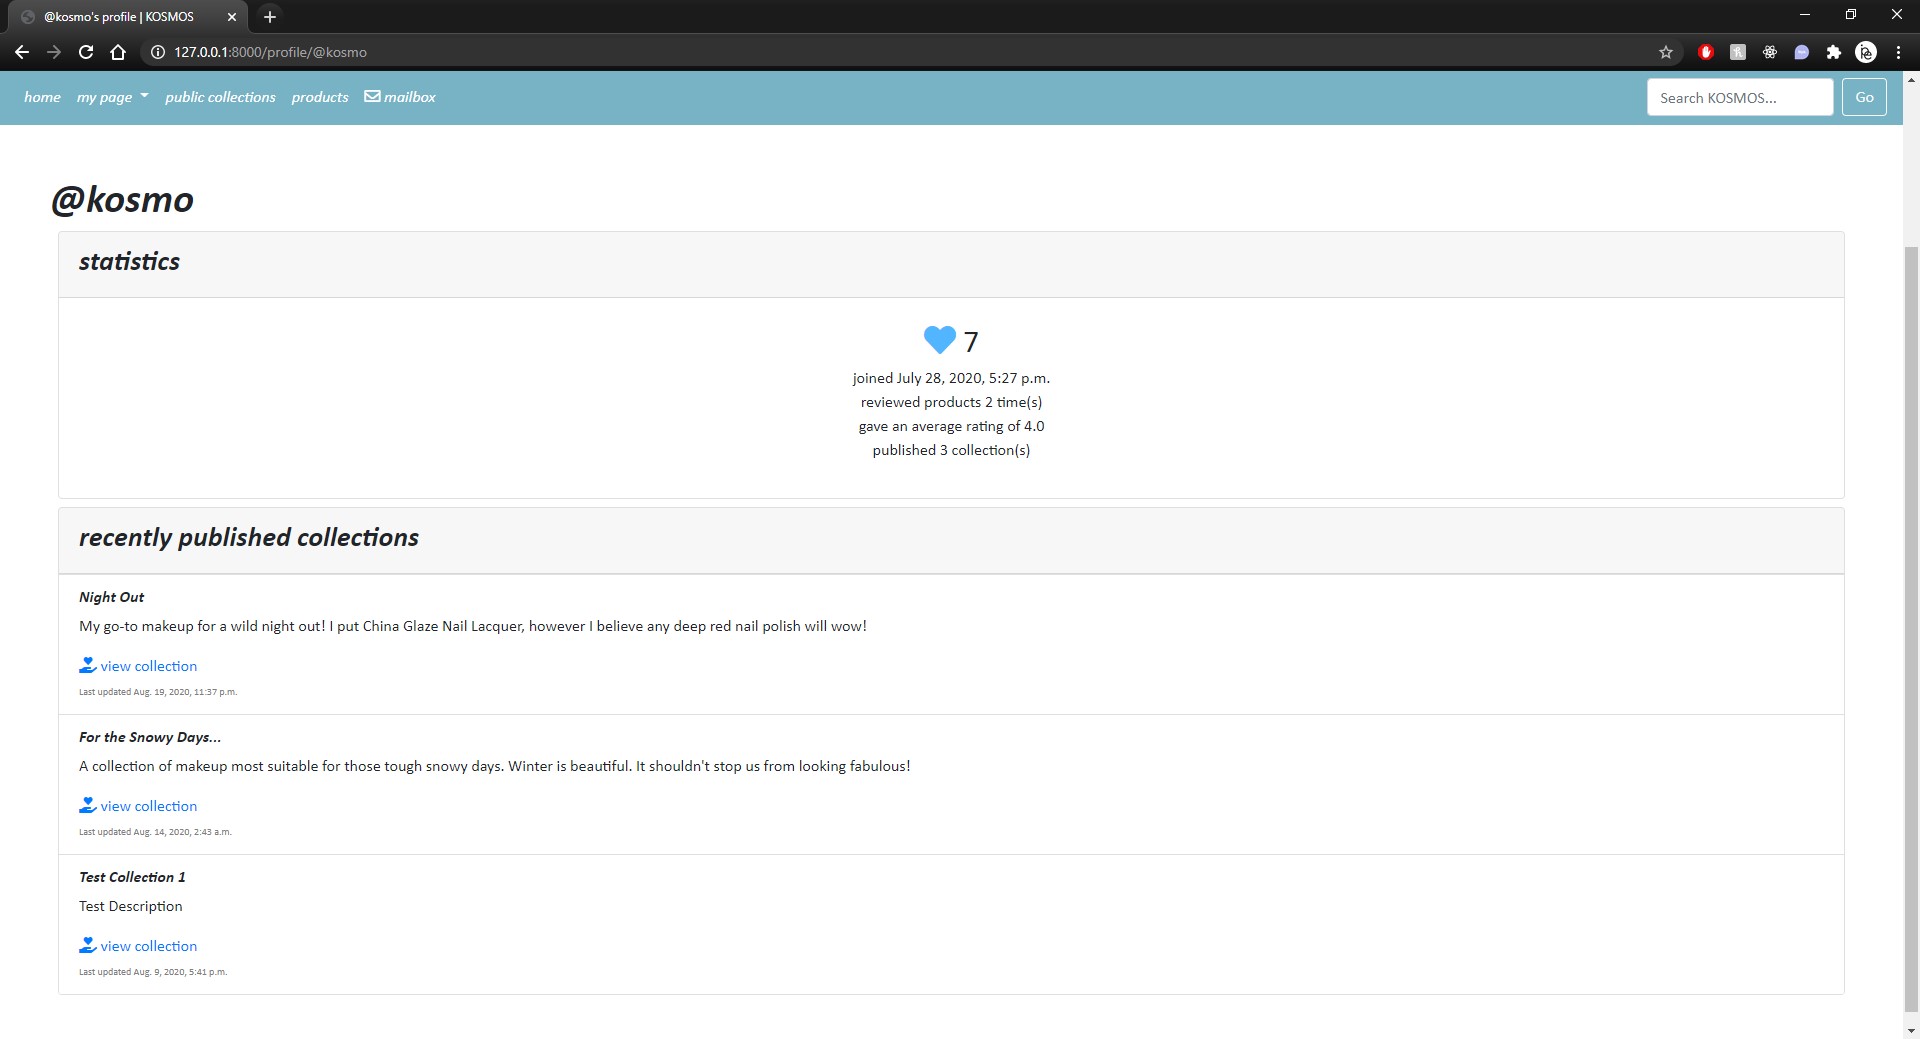 @kosmo's profile | KOSMOS
127.0.0.1:8000/profile/@kosmo
home my page public collections products mailbox
Search KOSMOS... Go
@kosmo
statistics
7
joined July 28, 2020, 5:27 p.m.
reviewed products 2 time(s)
gave an average rating of 4.0
published 3 collection(s)
recently published collections
Night Out
My go-to makeup for a wild night out! I put China Glaze Nail Lacquer, however I believe any deep red nail polish will wow!
view collection
Last updated Aug. 19, 2020, 11:37 p.m.
For the Snowy Days...
A collection of makeup most suitable for those tough snowy days. Winter is beautiful. It shouldn't stop us from looking fabulous!
view collection
Last updated Aug. 14, 2020, 2:43 a.m.
Test Collection 1
Test Description
view collection
Last updated Aug. 9, 2020, 5:41 p.m.